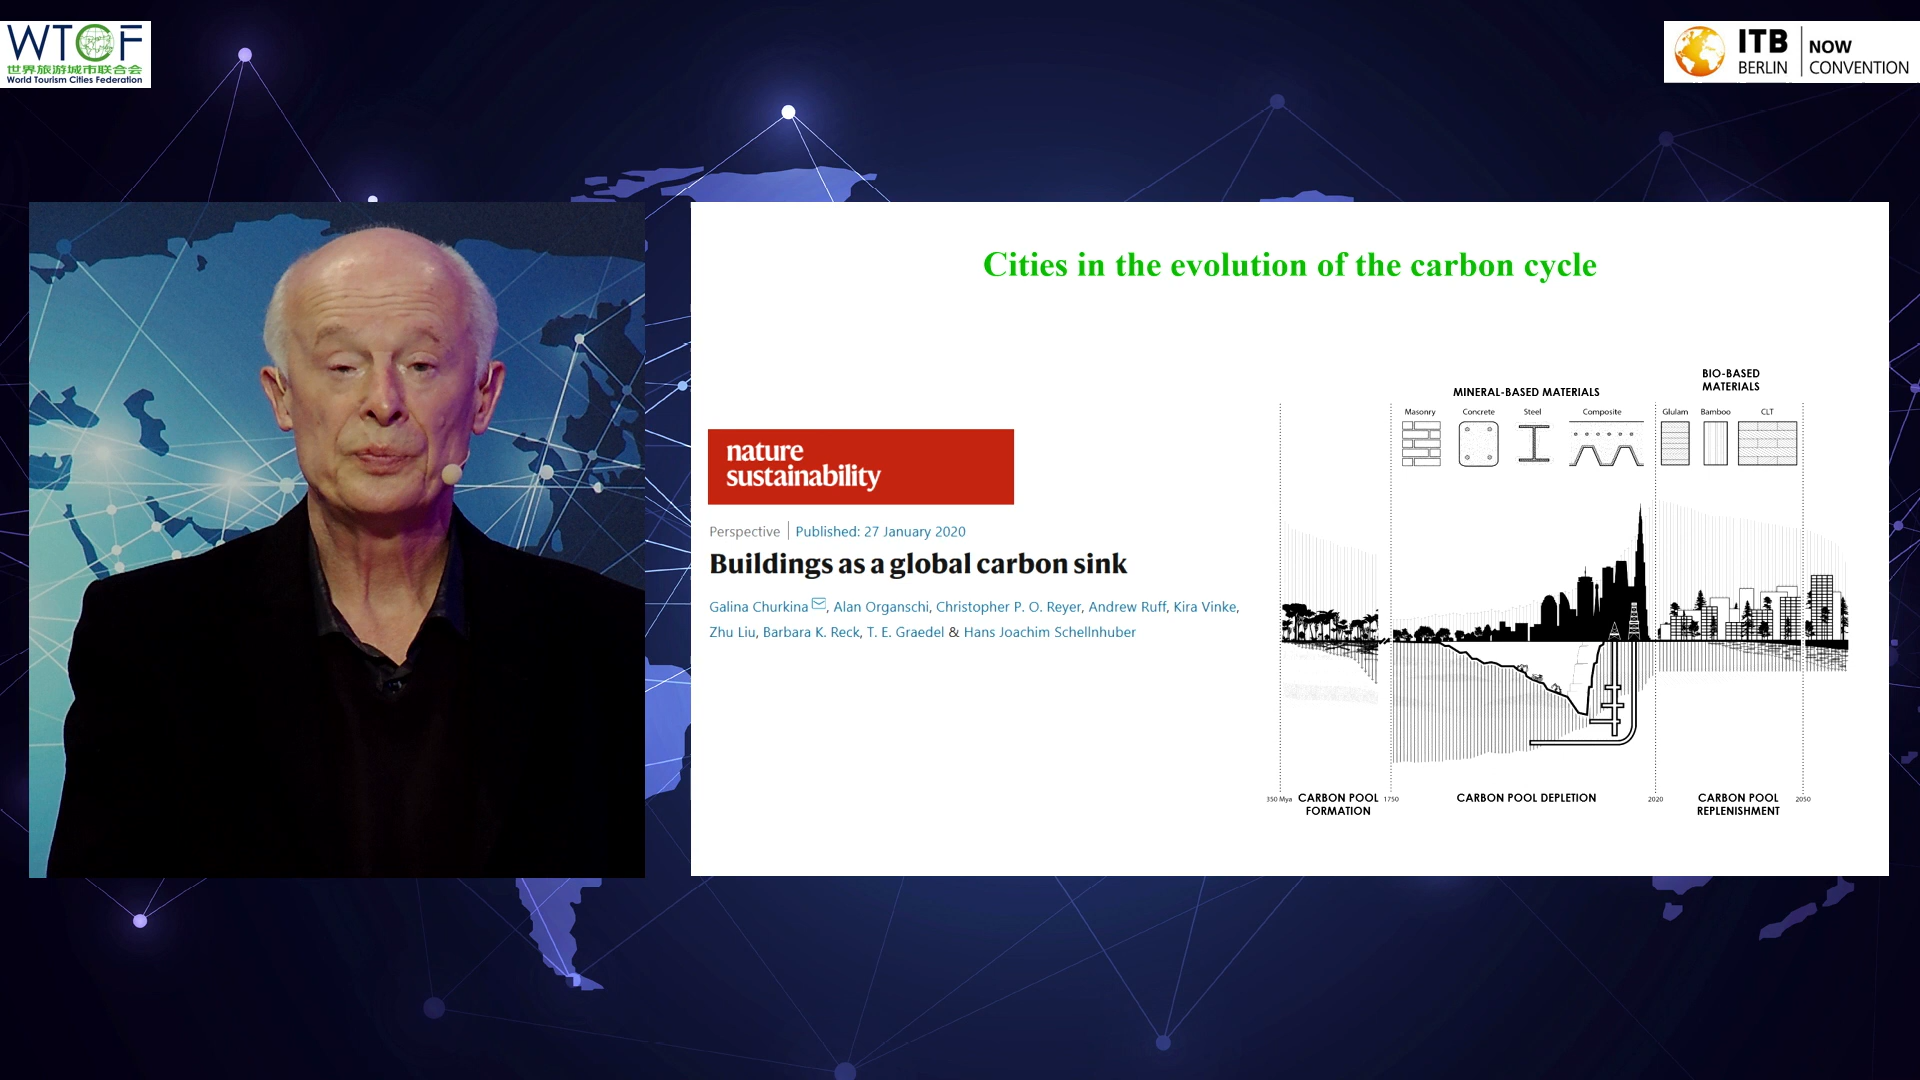 WTCF
世界旅游城市联合会
World Tourism Cities Federation
ITB
BERLIN
NOW
CONVENTION
Cities in the evolution of the carbon cycle
nature
sustainability
Perspective | Published: 27 January 2020
Buildings as a global carbon sink
Galina Churkina, Alan Organschi, Christopher P. O. Reyer, Andrew Ruff, Kira Vinke,
Zhu Liu, Barbara K. Reck, T. E. Graedel & Hans Joachim Schellnhuber
MINERAL-BASED MATERIALS
BIO-BASED
MATERIALS
Masonry Concrete Steel Composite Glulam Bamboo CLT
350 Mya CARBON POOL
FORMATION
1750
CARBON POOL DEPLETION
2020
CARBON POOL
REPLENISHMENT
2050